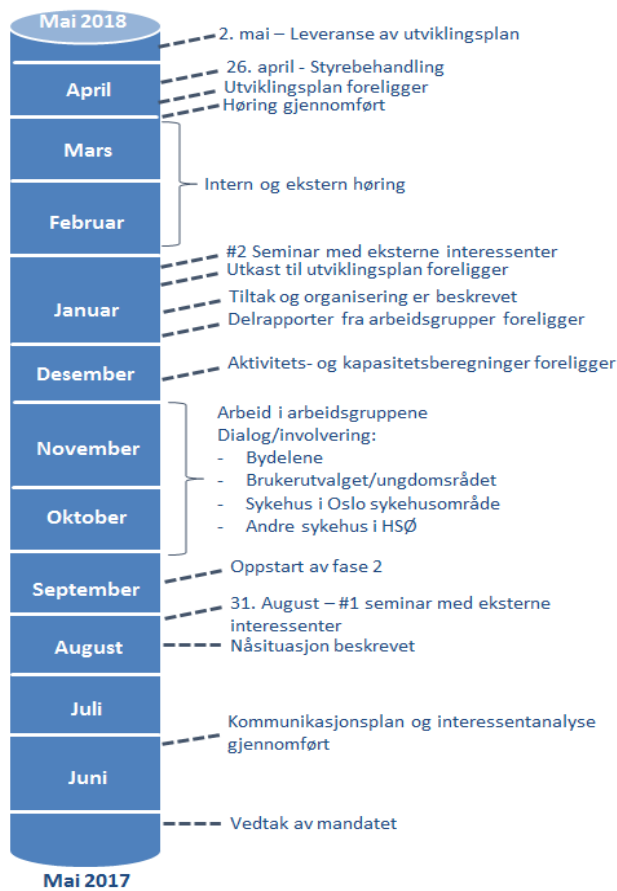 Mai 2018
2. mai – Leveranse av utviklingsplan
26. april - Styrebehandling
April
Utviklingsplan foreligger
Høring gjennomført
Mars
Intern og ekstern høring
Februar
#2 Seminar med eksterne interessenter
Utkast til utviklingsplan foreligger
Tiltak og organisering er beskrevet
Januar
Delrapporter fra arbeidsgrupper foreligger
Aktivitets- og kapasitetsberegninger foreligger
Desember
Arbeid i arbeidsgruppene
Dialog/involvering:
November
- Bydelene
- Brukerutvalget/ungdomsrådet
- Sykehus i Oslo sykehusområde
Oktober
- Andre sykehus i HSØ
Oppstart av fase 2
September
31. August – #1 seminar med eksterne
interessenter
August
Nåsituasjon beskrevet
Juli
Kommunikasjonsplan og interessentanalyse
gjennomført
Juni
Vedtak av mandatet
Mai 2017